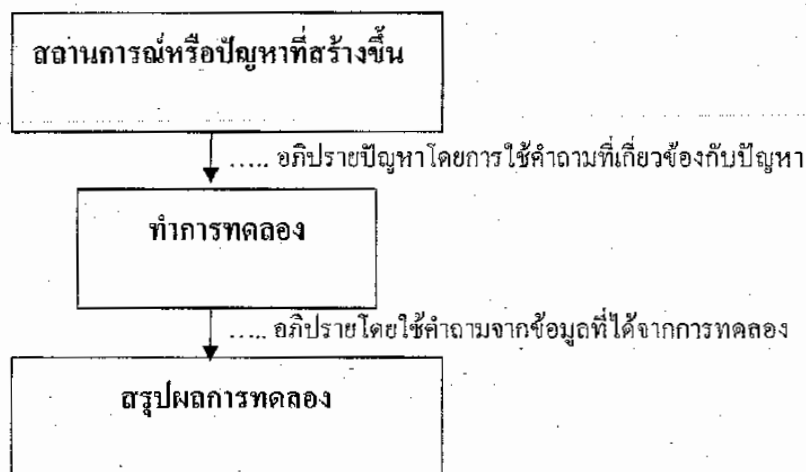 สถานการณ์หรือปัญหาที่สร้างขึ้น
..... อภิปรายปัญหาโดยการใช้คำถามที่เกี่ยวข้องกับปัญหา
ทำการทดลอง
..... อภิปรายโดยใช้คำถามจากข้อมูลที่ได้จากการทดลอง
สรุปผลการทดลอง